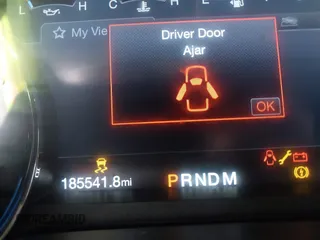 L H C H E F
My Vie
Driver Door
Ajar
OK
185541.8mi
PRNDM